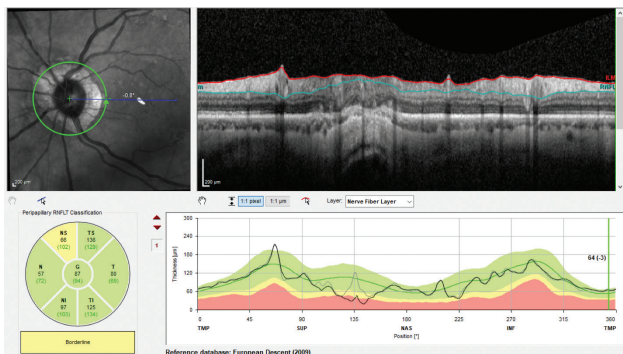 -0.8°
200 µm
ILM
RNFL
200 µm
1:1 pixel
1:1 µm
Layer:
Nerve Fiber Layer
Peripapillary RNFLT Classification
NS
66
(102)
TS
136
(129)
N
57
(72)
G
87
(94)
T
NI
97
(103)
TI
125
(134)
Borderline
1
Thickness [µm]
300
240
180
120
60
0
64 (-3)
0
45
90
135
180
225
270
315
360
TMP
SUP
NAS
INF
TMP
Position [°]
Reference database: European Descent (2009)